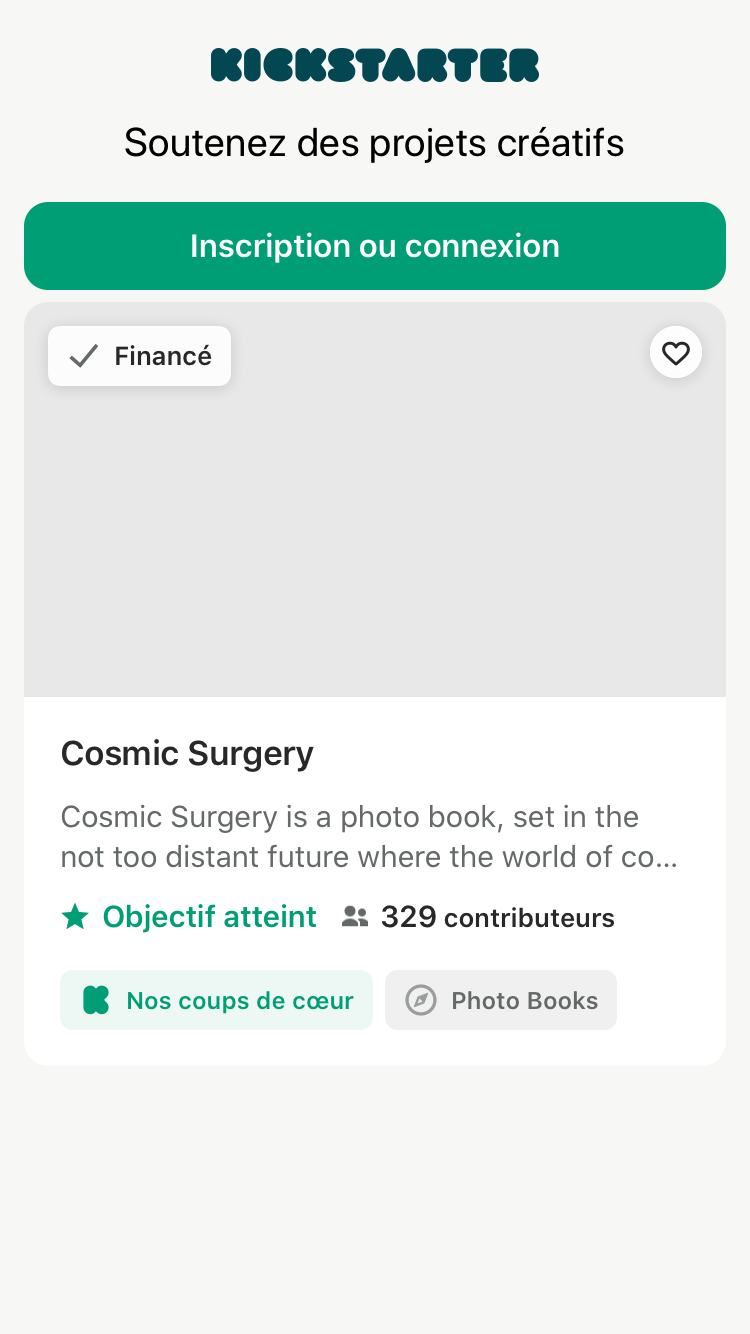 KICKSTARTER
Soutenez des projets créatifs
Inscription ou connexion
Financé
Cosmic Surgery
Cosmic Surgery is a photo book, set in the
not too distant future where the world of co...
Objectif atteint 329 contributeurs
Nos coups de cœur Photo Books